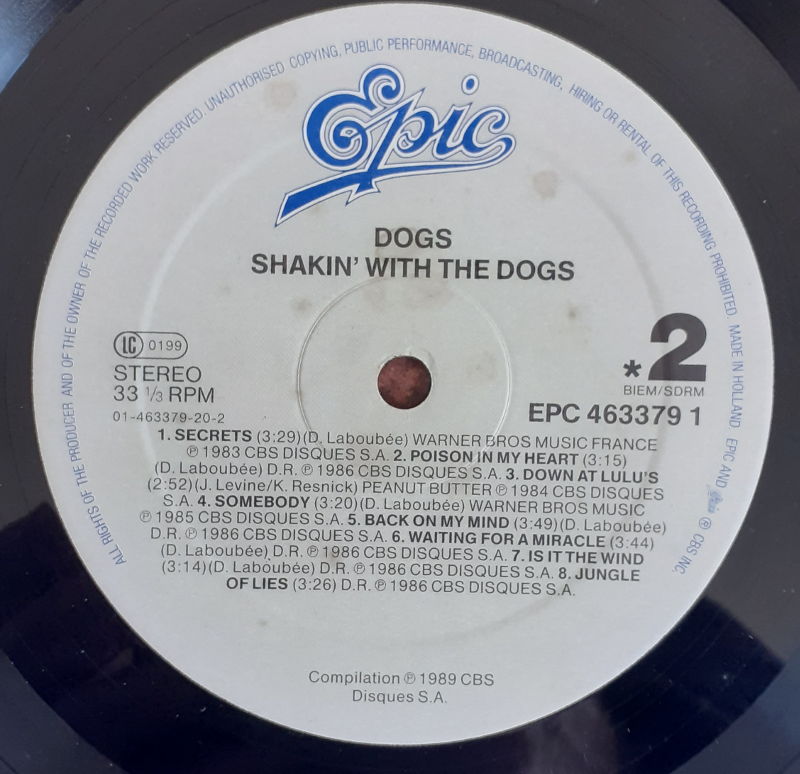 ALL RIGHTS OF THE PRODUCER AND OF THE OWNER OF THE RECORDED WORK RESERVED. UNAUTHORISED COPYING, PUBLIC PERFORMANCE, BROADCASTING, HIRING OR RENTAL OF THIS RECORDING PROHIBITED. MADE IN HOLLAND. EPIC AND Epic ® CBS INC.
Epic
DOGS
SHAKIN' WITH THE DOGS
LC 0199
STEREO
33 1/3 RPM
01-463379-20-2
*2
BIEM/SDRM
EPC 463379 1
1. SECRETS (3:29)(D. Laboubée) WARNER BROS MUSIC FRANCE
℗ 1983 CBS DISQUES S.A. 2. POISON IN MY HEART (3:15)
(D. Laboubée) D.R. ℗ 1986 CBS DISQUES S.A. 3. DOWN AT LULU'S
(2:52)(J. Levine/K. Resnick) PEANUT BUTTER ℗ 1984 CBS DISQUES
S.A. 4. SOMEBODY (3:20)(D. Laboubée) WARNER BROS MUSIC
℗ 1985 CBS DISQUES S.A. 5. BACK ON MY MIND (3:49)(D. Laboubée)
D.R. ℗ 1986 CBS DISQUES S.A. 6. WAITING FOR A MIRACLE (3:44)
(D. Laboubée) D.R. ℗ 1986 CBS DISQUES S.A. 7. IS IT THE WIND
(3:14)(D. Laboubée) D.R. ℗ 1986 CBS DISQUES S.A. 8. JUNGLE
OF LIES (3:26) D.R. ℗ 1986 CBS DISQUES S.A.
Compilation ℗ 1989 CBS
Disques S.A.